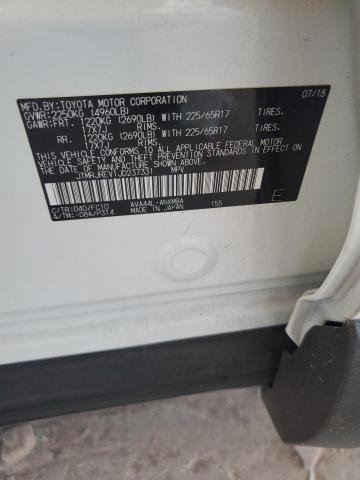 MFD.BY:TOYOTA MOTOR CORPORATION 07/18
GVWR:2250KG (4960LB)
GAWR:FRT. 1220KG (2690LB) WITH 225/65R17 TIRES.
17X7J RIMS.
RR. 1220KG (2690LB) WITH 225/65R17 TIRES.
17X7J RIMS.
THIS VEHICLE CONFORMS TO ALL APPLICABLE FEDERAL MOTOR
VEHICLE SAFETY AND THEFT PREVENTION STANDARDS IN EFFECT ON THE
DATE OF MANUFACTURE SHOWN ABOVE.
JTMRJREV1JD237331 MPV E
C/TR:040/FC10 AVA44L-ANXMBA 155
A/TM:-08A/P314 MADE IN JAPAN